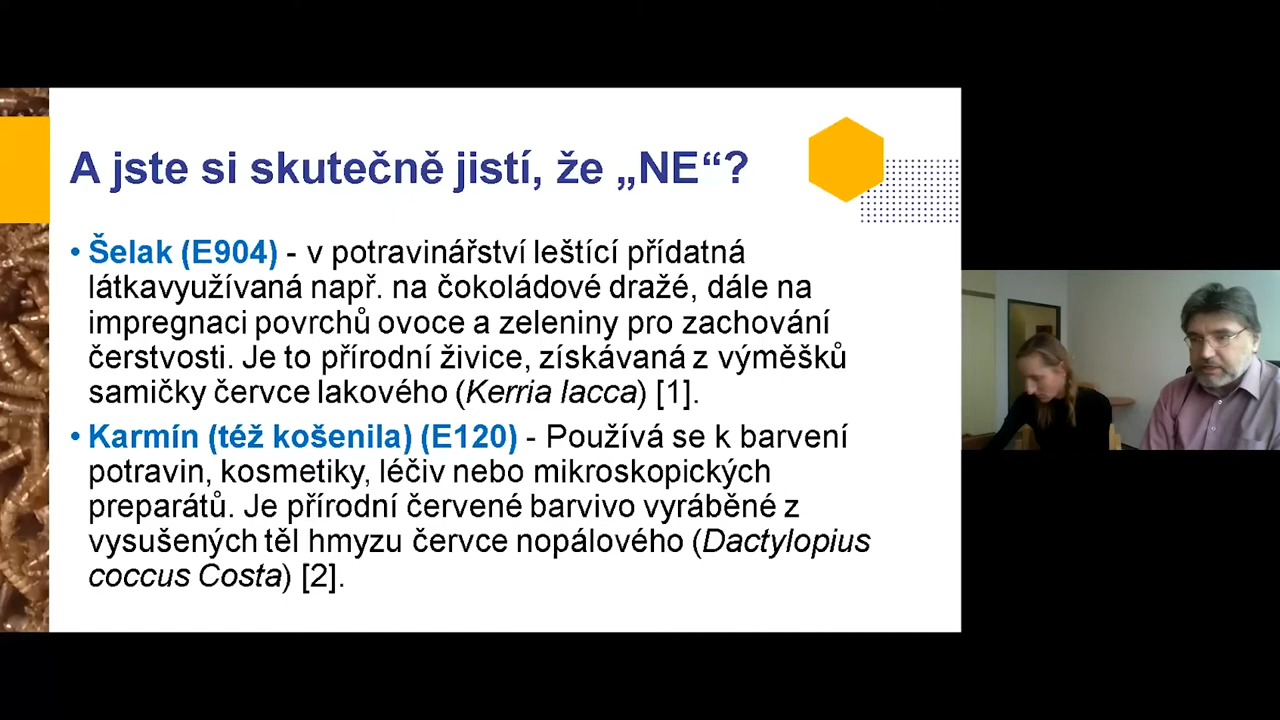 A jste si skutečně jistí, že „NE“?
• Šelak (E904) - v potravinářství leštící přídatná
látkavyužívaná např. na čokoládové dražé, dále na
impregnaci povrchů ovoce a zeleniny pro zachování
čerstvosti. Je to přírodní živice, získávaná z výměšků
samičky červce lakového (Kerria lacca) [1].
• Karmín (též košenila) (E120) - Používá se k barvení
potravin, kosmetiky, léčiv nebo mikroskopických
preparátů. Je přírodní červené barvivo vyráběné z
vysušených těl hmyzu červce nopálového (Dactylopius
coccus Costa) [2].